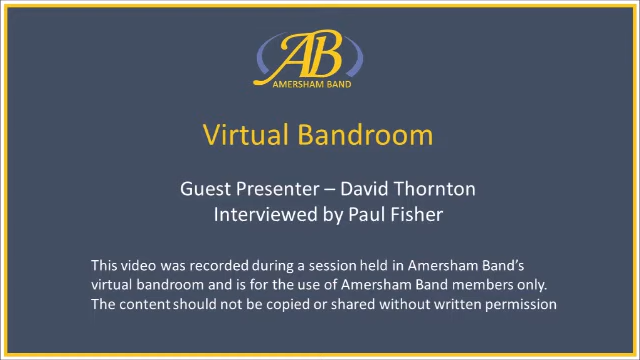 AB
AMERSHAM BAND
Virtual Bandroom
Guest Presenter – David Thornton
Interviewed by Paul Fisher
This video was recorded during a session held in Amersham Band's
virtual bandroom and is for the use of Amersham Band members only.
The content should not be copied or shared without written permission